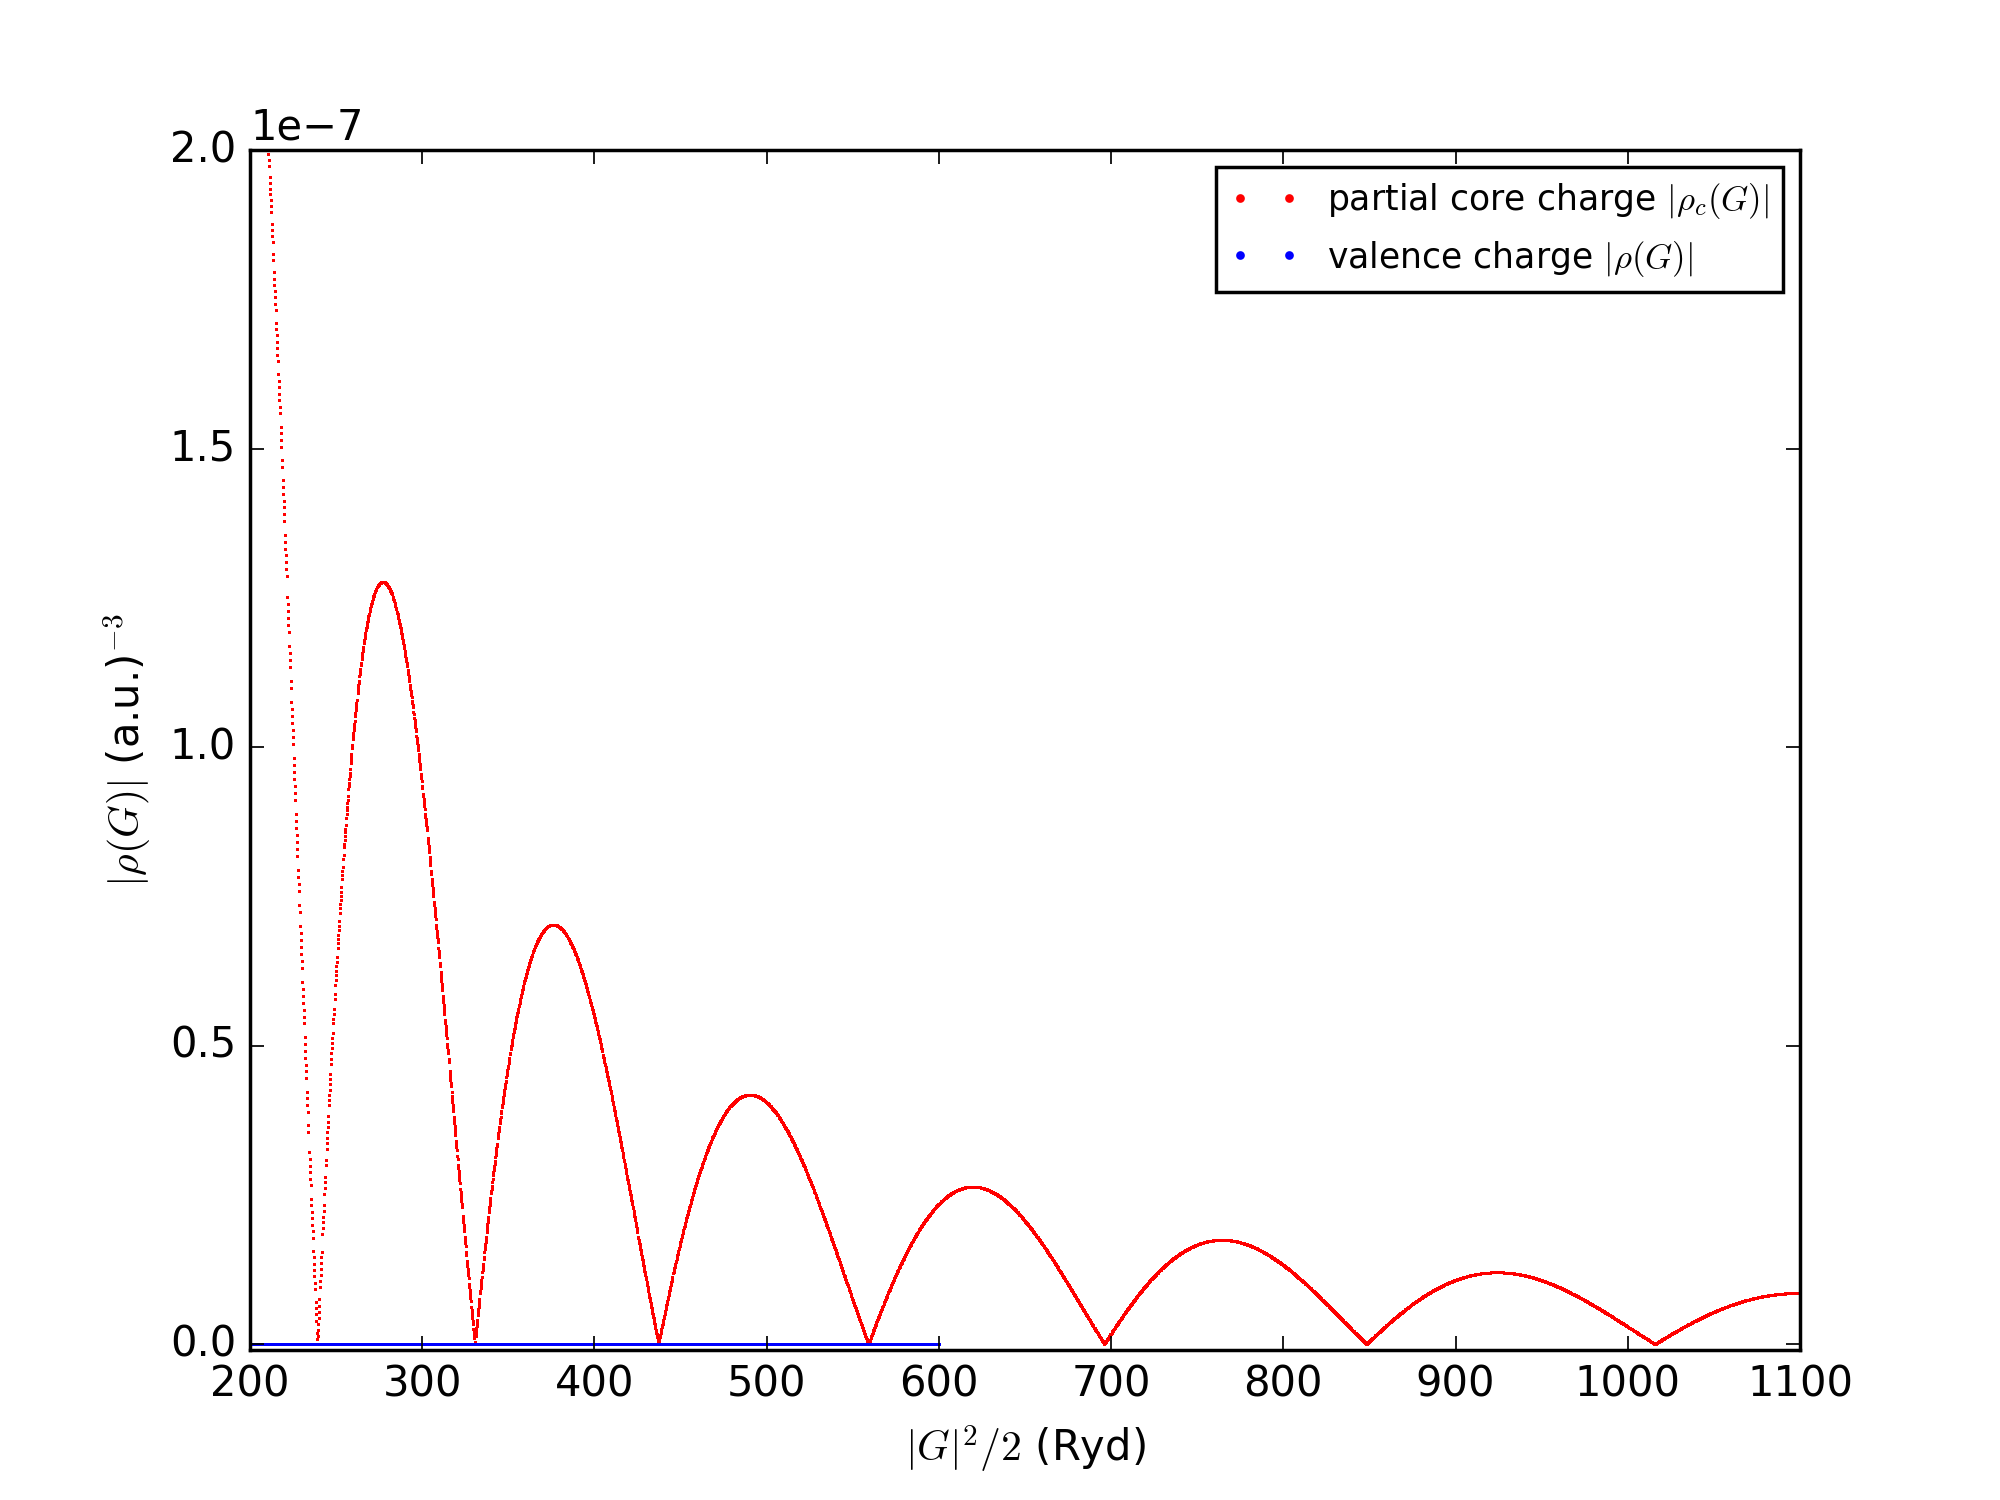 1e−7
2.0
1.5
1.0
0.5
0.0
|ρ(G)| (a.u.)⁻³
partial core charge |ρ_c(G)|
valence charge |ρ(G)|
200 300 400 500 600 700 800 900 1000 1100
|G|²/2 (Ryd)